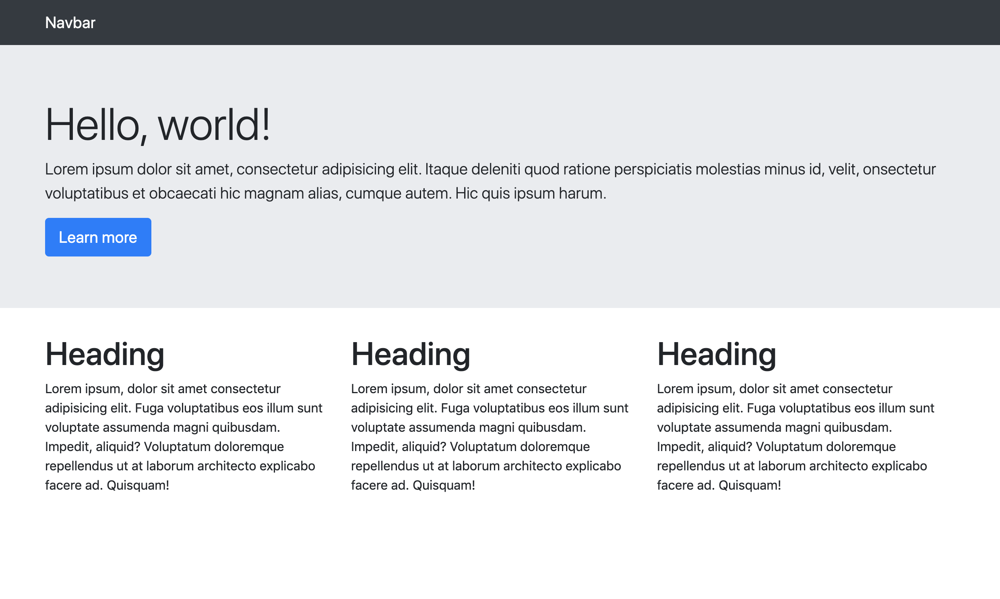 Navbar
Hello, world!
Lorem ipsum dolor sit amet, consectetur adipisicing elit. Itaque deleniti quod ratione perspiciatis molestias minus id, velit, onsectetur
voluptatibus et obcaecati hic magnam alias, cumque autem. Hic quis ipsum harum.
Learn more
Heading
Lorem ipsum, dolor sit amet consectetur
adipisicing elit. Fuga voluptatibus eos illum sunt
voluptate assumenda magni quibusdam.
Impedit, aliquid? Voluptatum doloremque
repellendus ut at laborum architecto explicabo
facere ad. Quisquam!
Heading
Lorem ipsum, dolor sit amet consectetur
adipisicing elit. Fuga voluptatibus eos illum sunt
voluptate assumenda magni quibusdam.
Impedit, aliquid? Voluptatum doloremque
repellendus ut at laborum architecto explicabo
facere ad. Quisquam!
Heading
Lorem ipsum, dolor sit amet consectetur
adipisicing elit. Fuga voluptatibus eos illum sunt
voluptate assumenda magni quibusdam.
Impedit, aliquid? Voluptatum doloremque
repellendus ut at laborum architecto explicabo
facere ad. Quisquam!